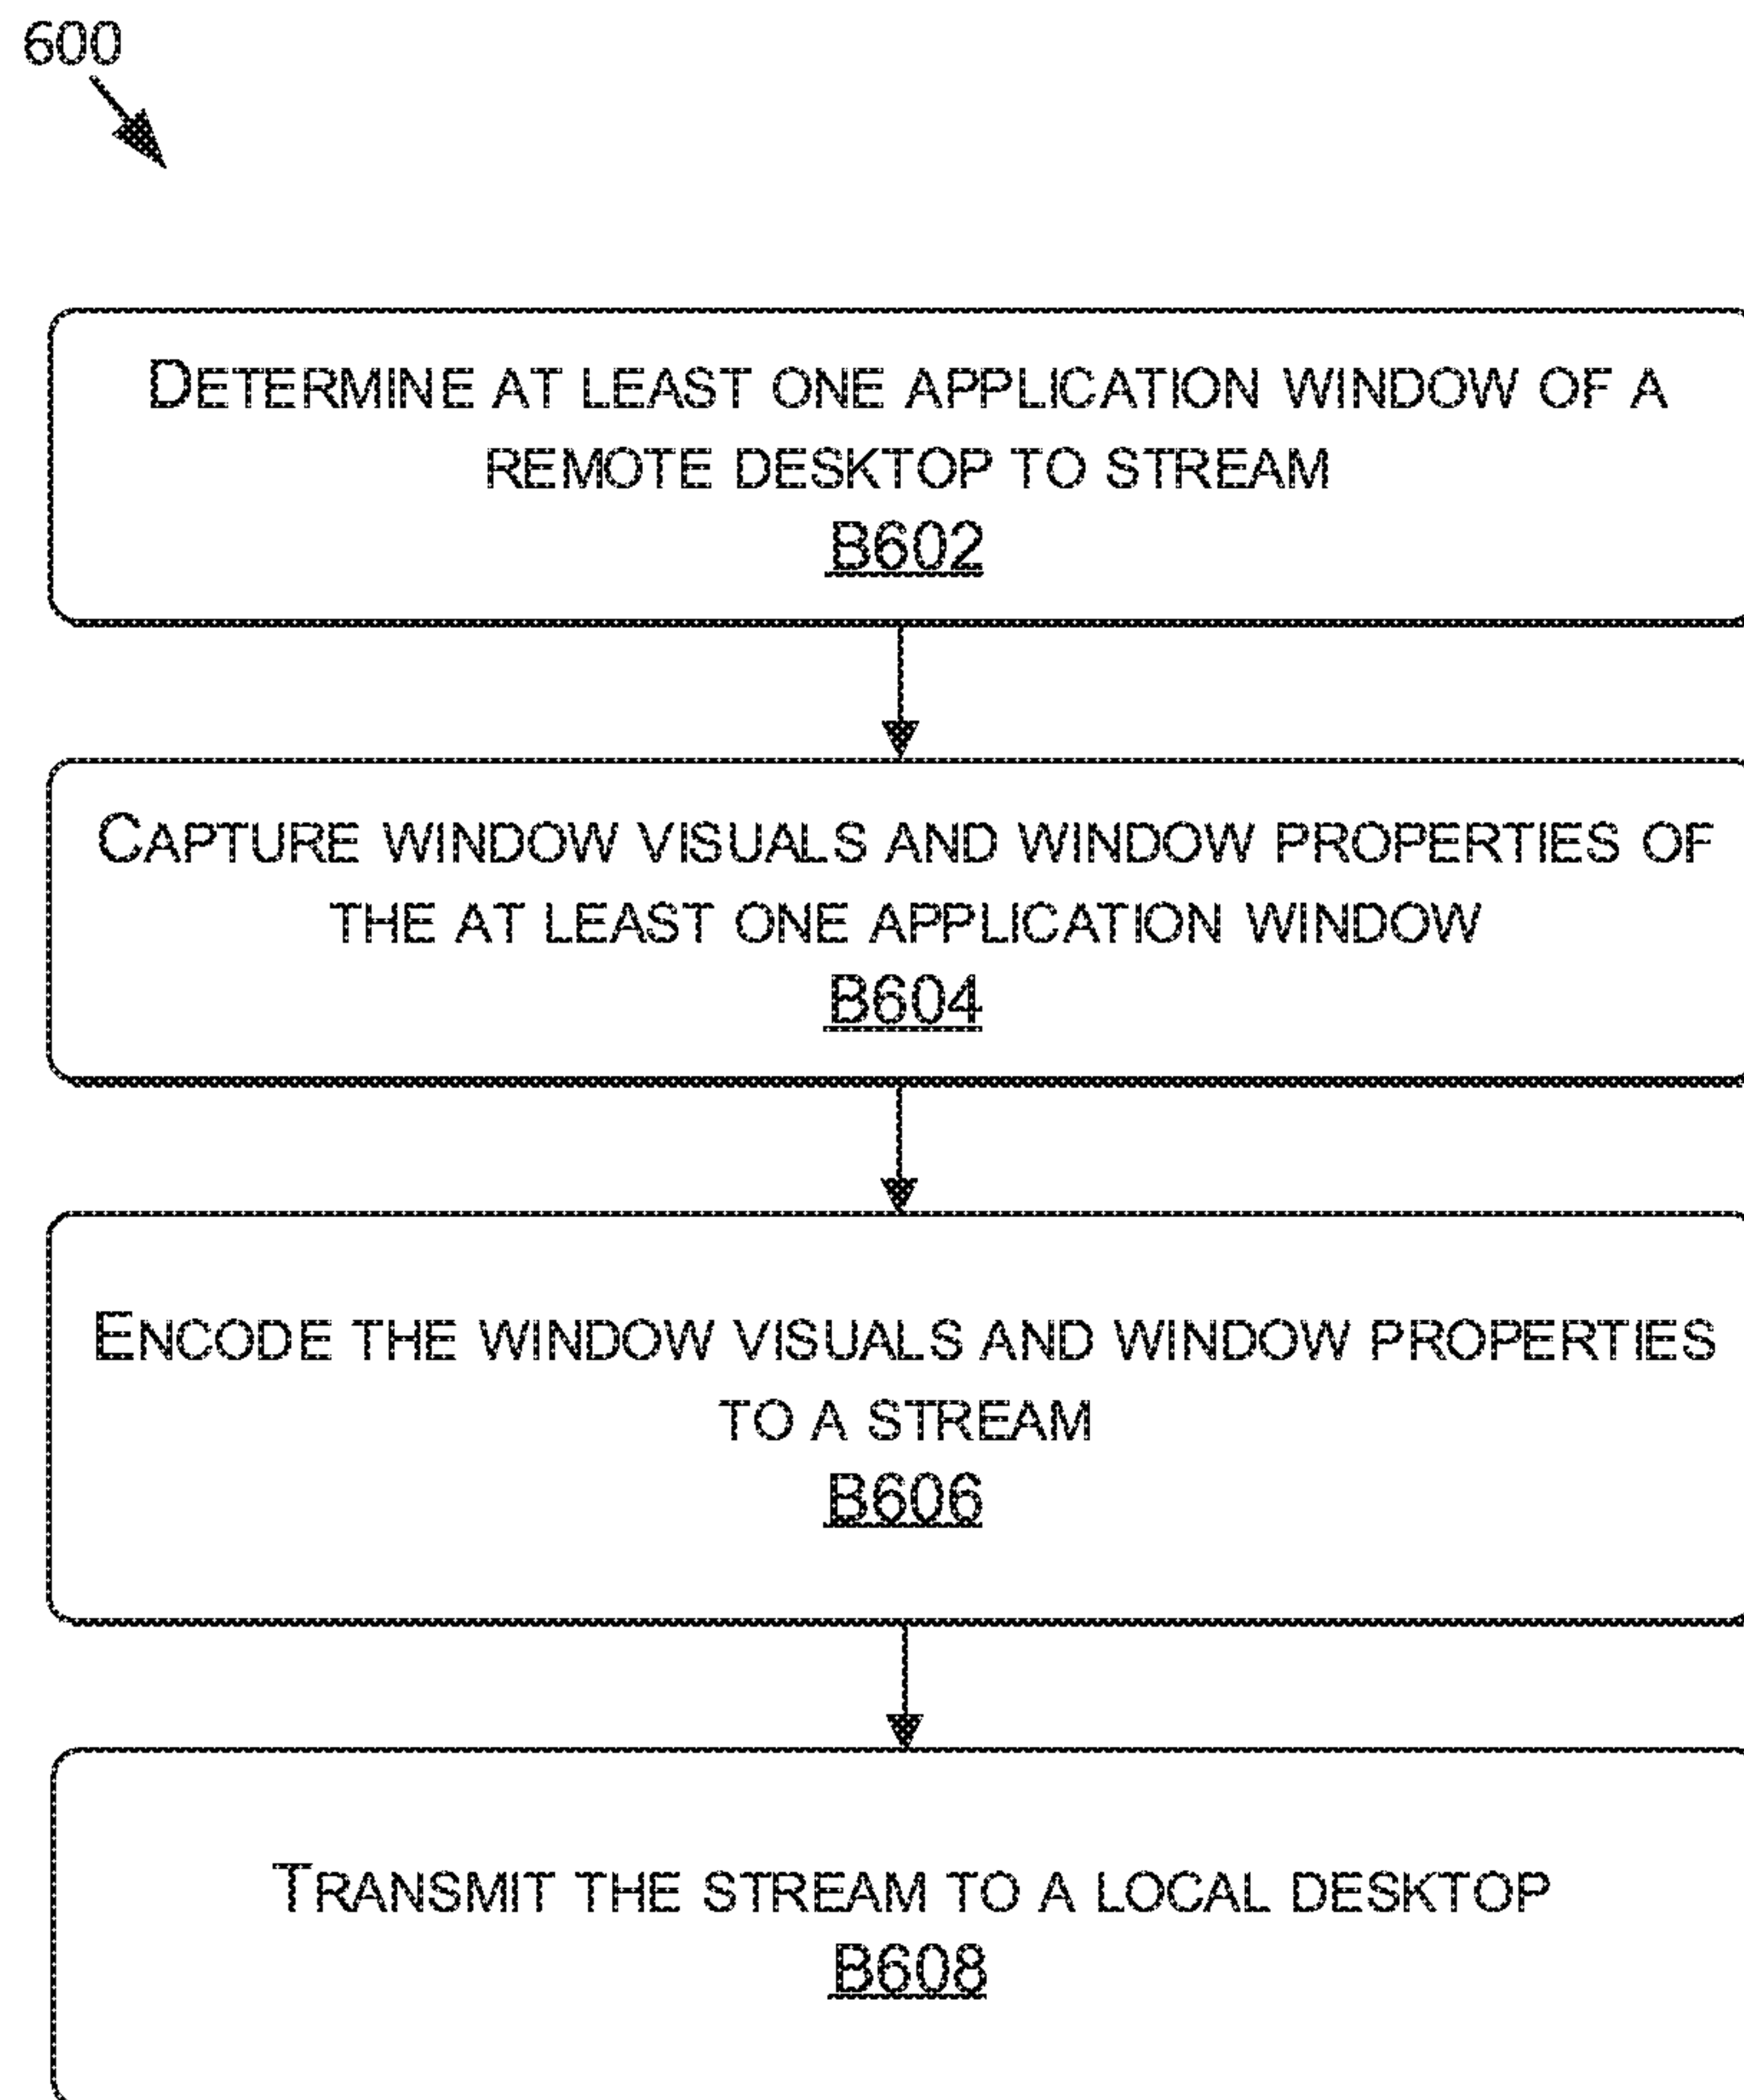 600
DETERMINE AT LEAST ONE APPLICATION WINDOW OF A
REMOTE DESKTOP TO STREAM
B602
CAPTURE WINDOW VISUALS AND WINDOW PROPERTIES OF
THE AT LEAST ONE APPLICATION WINDOW
B604
ENCODE THE WINDOW VISUALS AND WINDOW PROPERTIES
TO A STREAM
B606
TRANSMIT THE STREAM TO A LOCAL DESKTOP
B608